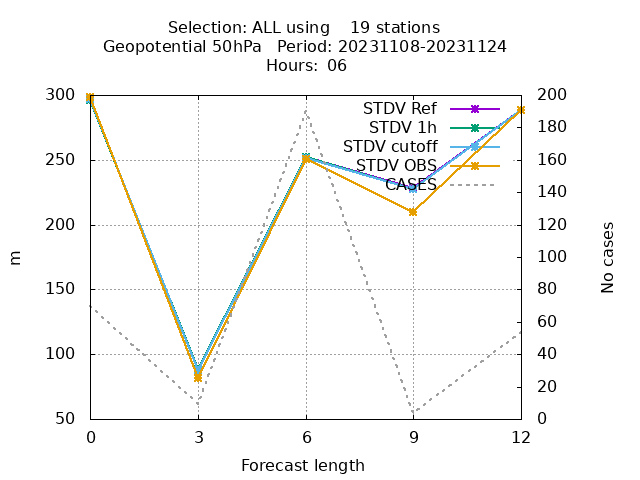 Selection: ALL using    19 stations
Geopotential 50hPa   Period: 20231108-20231124
Hours: 06
300
250
200
150
100
50
m
200
180
160
140
120
100
80
60
40
20
0
No cases
STDV Ref
STDV 1h
STDV cutoff
STDV OBS
CASES
0 3 6 9 12
Forecast length